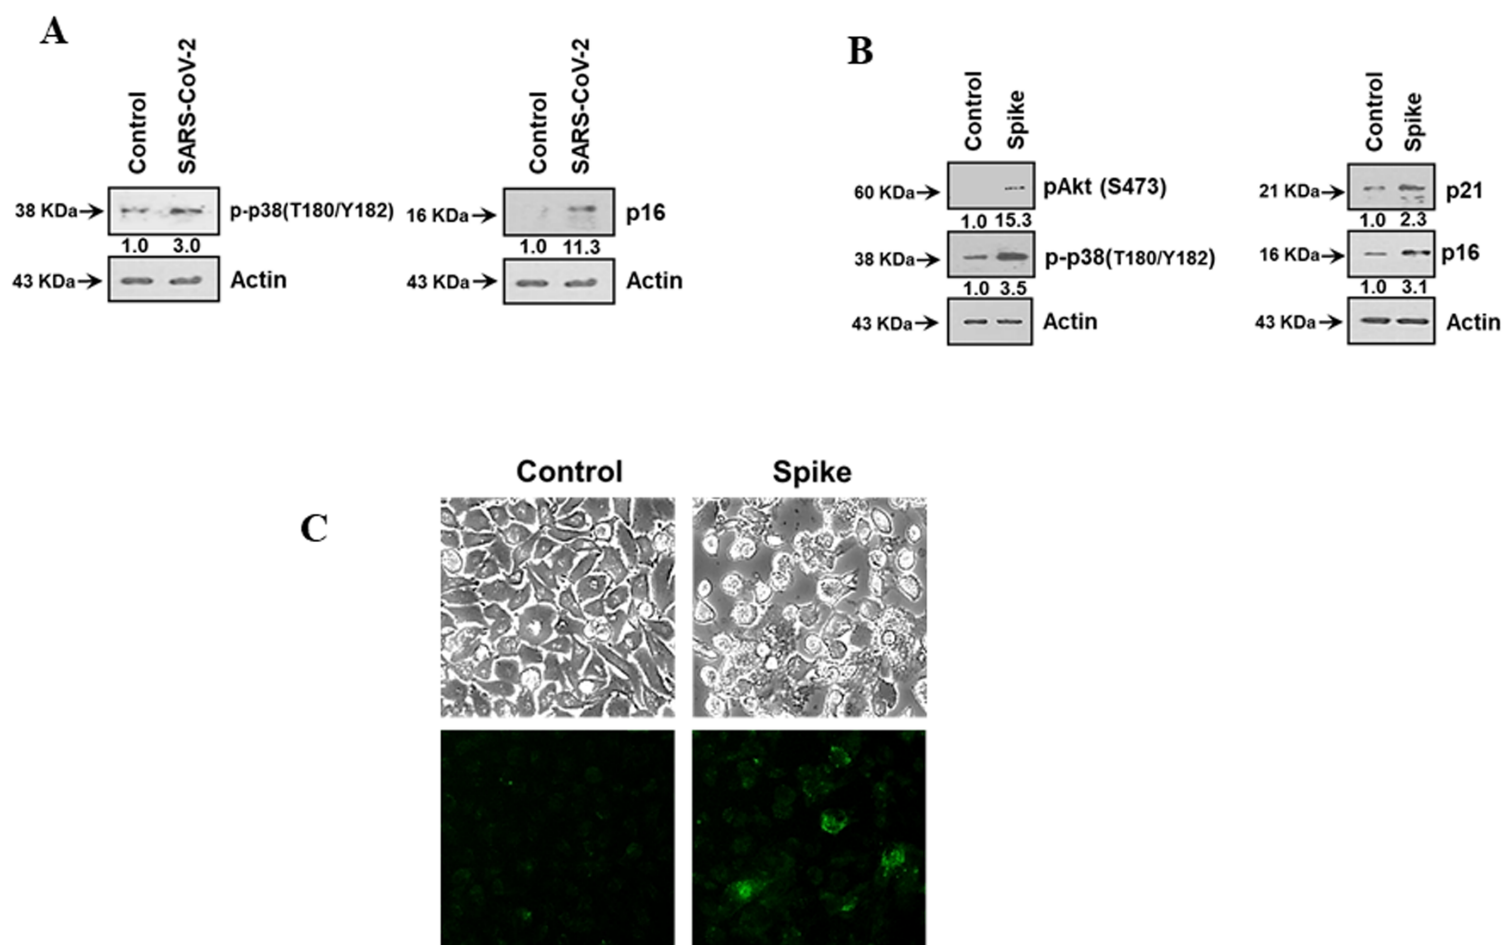 A
Control
SARS-CoV-2
38 KDa
p-p38(T180/Y182)
1.0 3.0
43 KDa
Actin
Control
SARS-CoV-2
16 KDa
p16
1.0 11.3
43 KDa
Actin
B
Control
Spike
60 KDa
pAkt (S473)
1.0 15.3
38 KDa
p-p38(T180/Y182)
1.0 3.5
43 KDa
Actin
Control
Spike
21 KDa
p21
1.0 2.3
16 KDa
p16
1.0 3.1
43 KDa
Actin
C
Control Spike